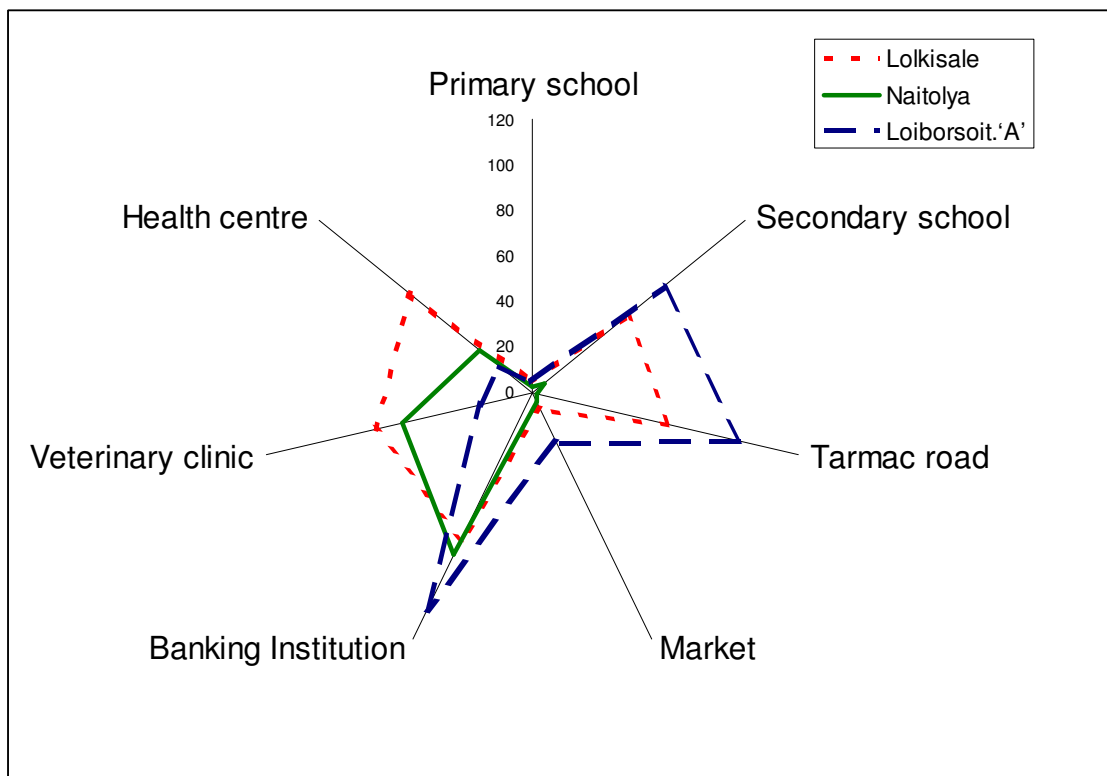 Lolkisale
Naitolya
Loiborsoit.‘A’
Primary school
120
100
80
60
40
20
0
Health centre
Secondary school
Veterinary clinic
Tarmac road
Banking Institution
Market